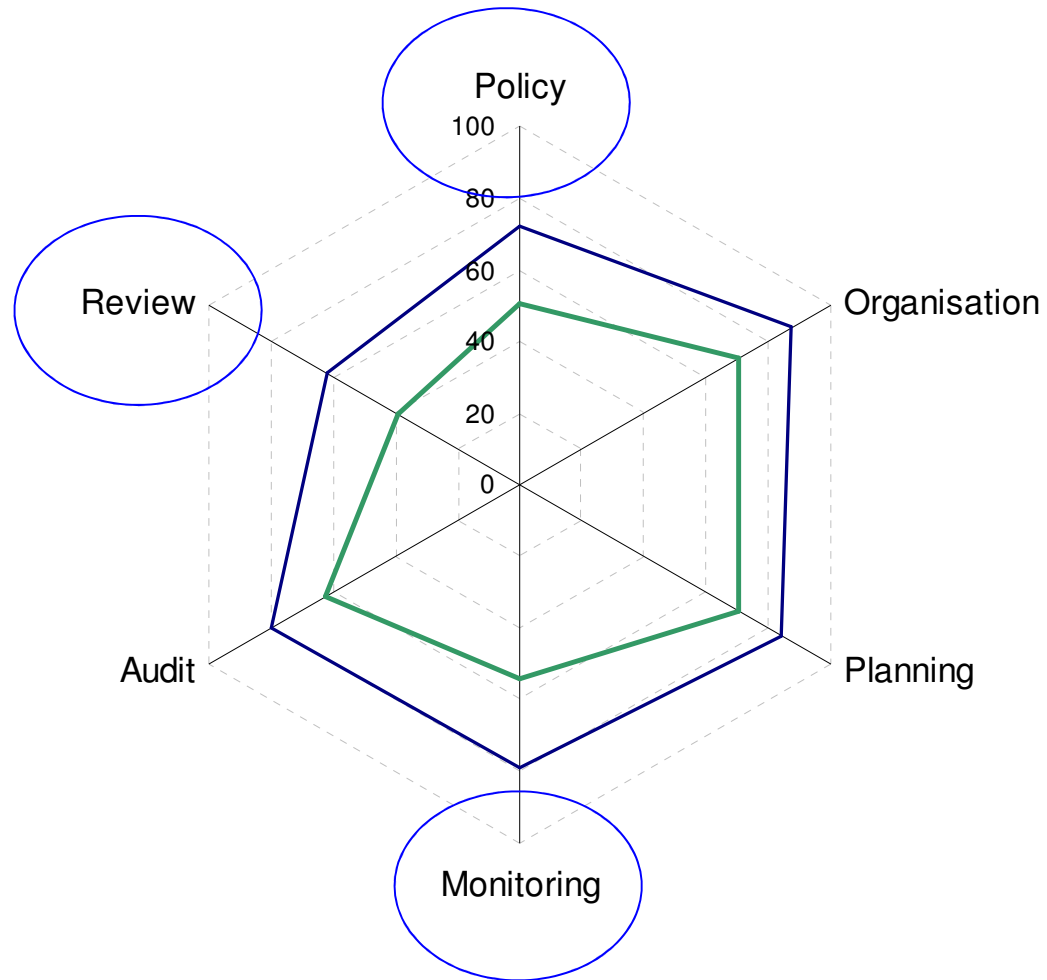 Policy
100
80
Review
60
Organisation
40
20
0
Audit
Planning
Monitoring